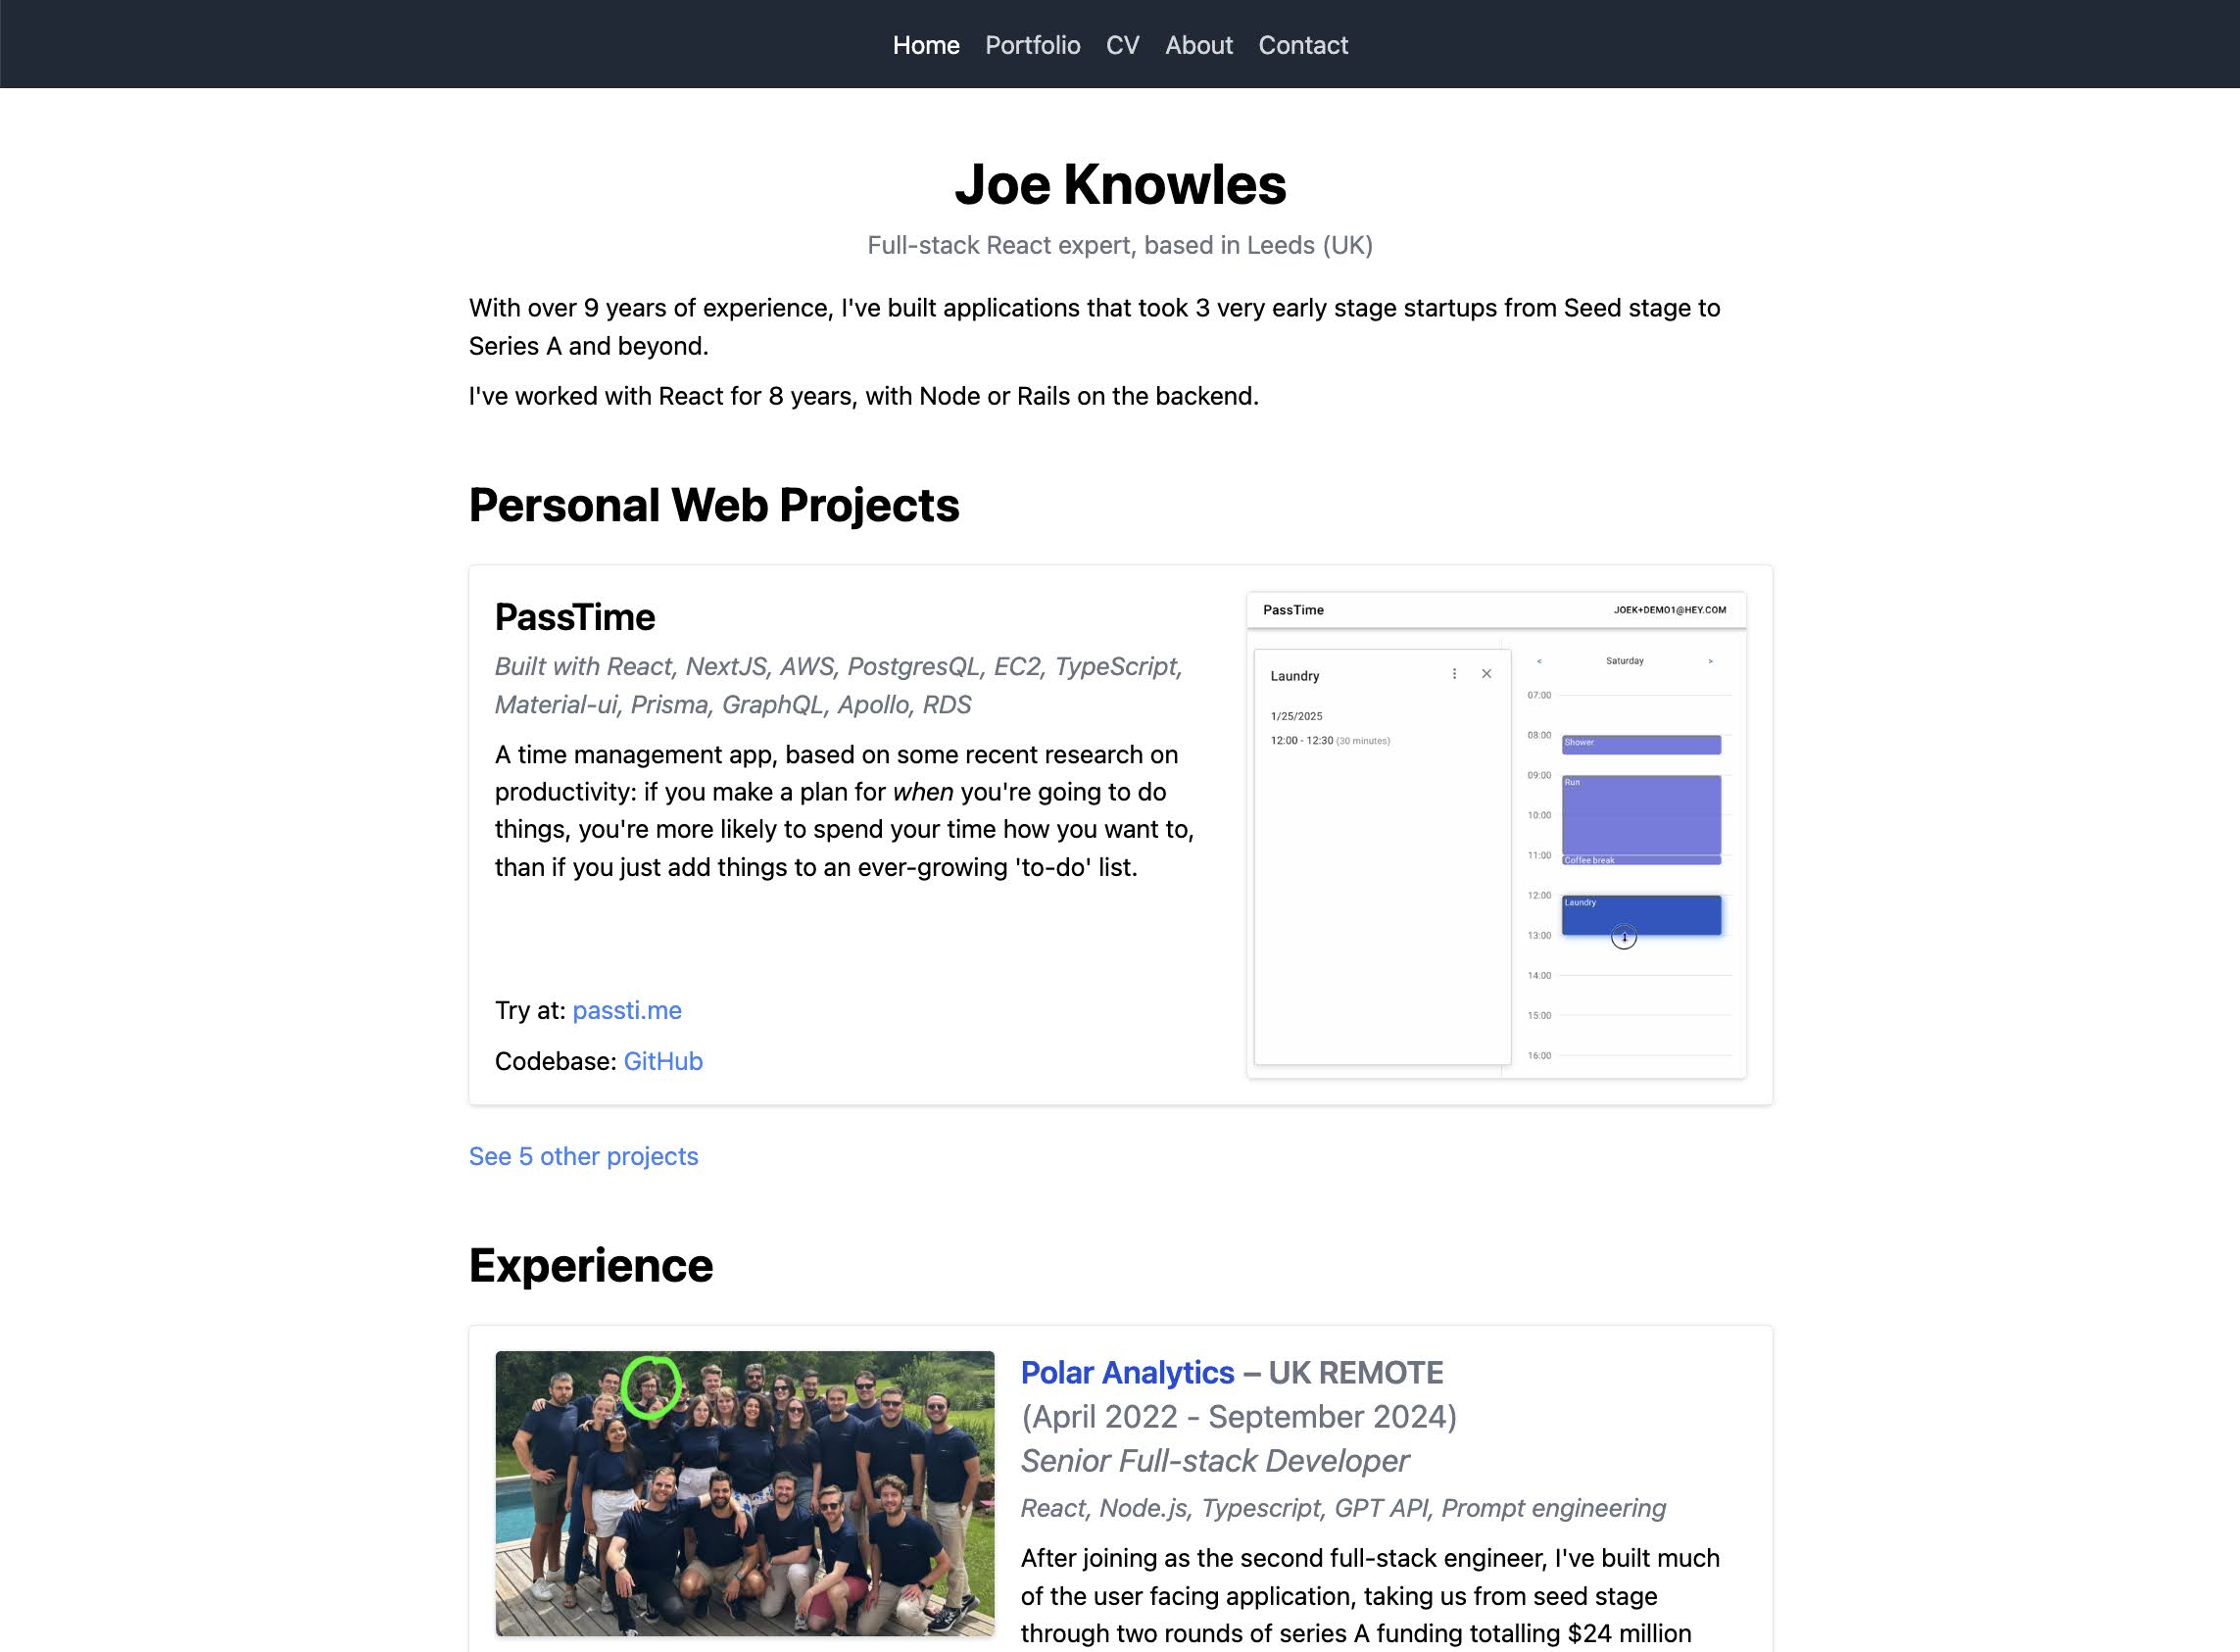 Home Portfolio CV About Contact
Joe Knowles
Full-stack React expert, based in Leeds (UK)
With over 9 years of experience, I've built applications that took 3 very early stage startups from Seed stage to
Series A and beyond.
I've worked with React for 8 years, with Node or Rails on the backend.
Personal Web Projects
PassTime
Built with React, NextJS, AWS, PostgresQL, EC2, TypeScript,
Material-ui, Prisma, GraphQL, Apollo, RDS
A time management app, based on some recent research on
productivity: if you make a plan for when you're going to do
things, you're more likely to spend your time how you want to,
than if you just add things to an ever-growing 'to-do' list.
Try at: passti.me
Codebase: GitHub
PassTime JOEK+DEMO1@HEY.COM
Laundry
1/25/2025
12:00 - 12:30 (30 minutes)
< Saturday >
07:00
08:00 Shower
09:00 Run
10:00
11:00 Coffee break
12:00 Laundry
13:00
14:00
15:00
16:00
See 5 other projects
Experience
Polar Analytics – UK REMOTE
(April 2022 - September 2024)
Senior Full-stack Developer
React, Node.js, Typescript, GPT API, Prompt engineering
After joining as the second full-stack engineer, I've built much
of the user facing application, taking us from seed stage
through two rounds of series A funding totalling $24 million